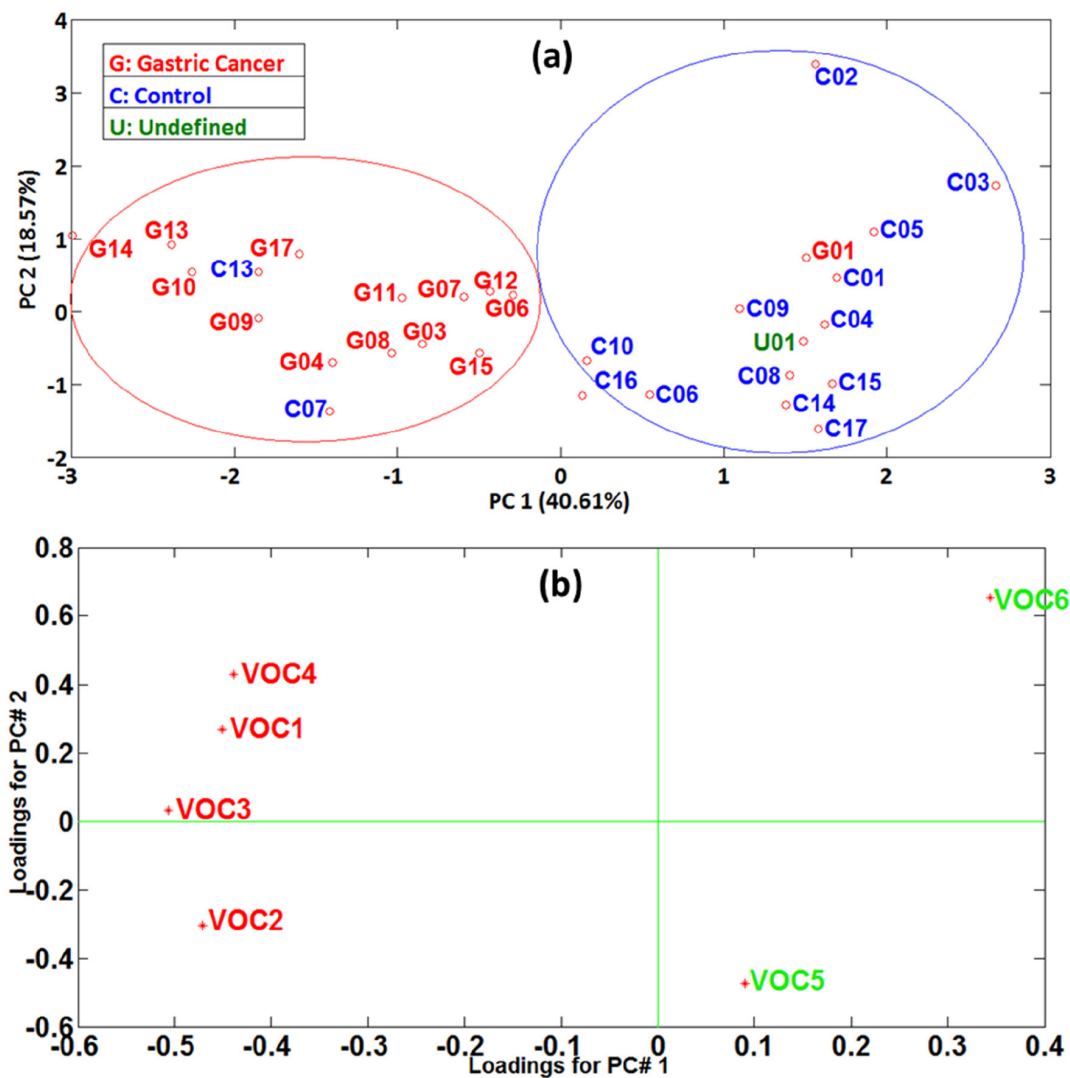 (a)
G: Gastric Cancer
C: Control
U: Undefined
4
3
2
1
0
-1
-2
PC 2 (18.57%)
C02
C03
C05
G01
C01
C09
C04
U01
C10
C08
C15
C16
C06
C14
C17
G14
G13
G17
C13
G10
G11
G07
G12
G06
G09
G08
G03
G04
G15
C07
-3
-2
-1
0
1
2
3
PC 1 (40.61%)
(b)
0.8
0.6
0.4
0.2
0
-0.2
-0.4
-0.6
Loadings for PC# 2
VOC6
VOC4
VOC1
VOC3
VOC2
VOC5
-0.6
-0.5
-0.4
-0.3
-0.2
-0.1
0
0.1
0.2
0.3
0.4
Loadings for PC# 1